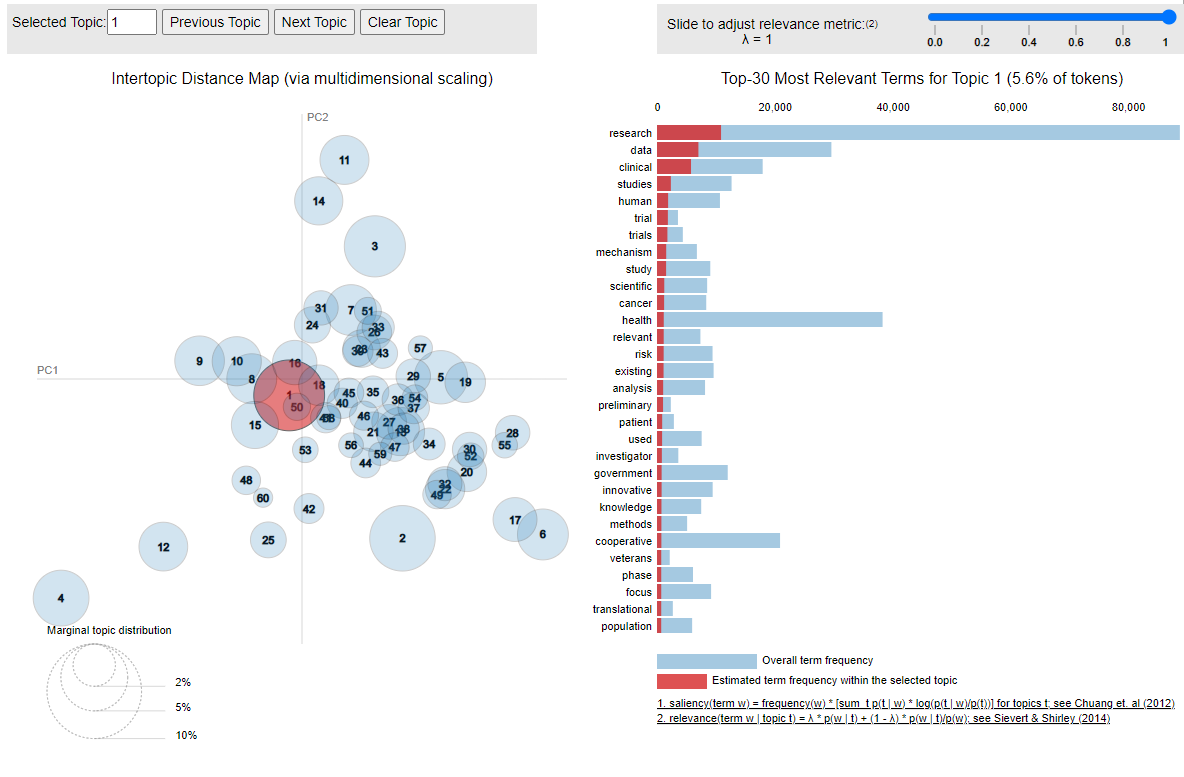 Selected Topic: 1 Previous Topic Next Topic Clear Topic
Slide to adjust relevance metric:(2)
λ = 1
0.0 0.2 0.4 0.6 0.8 1
Intertopic Distance Map (via multidimensional scaling)
PC2
PC1
11
14
3
31
7
51
24
33
26
23
43
57
9
10
16
8
29
5
19
1
18
45
35
40
36
54
37
50
58
46
27
15
21
38
28
53
56
47
34
55
59
30
52
44
20
48
60
32
22
49
42
17
12
25
2
6
4
Marginal topic distribution
2%
5%
10%
Top-30 Most Relevant Terms for Topic 1 (5.6% of tokens)
0 20,000 40,000 60,000 80,000
research
data
clinical
studies
human
trial
trials
mechanism
study
scientific
cancer
health
relevant
risk
existing
analysis
preliminary
patient
used
investigator
government
innovative
knowledge
methods
cooperative
veterans
phase
focus
translational
population
Overall term frequency
Estimated term frequency within the selected topic
1. saliency(term w) = frequency(w) * [sum_t p(t | w) * log(p(t | w)/p(t))] for topics t; see Chuang et. al (2012)
2. relevance(term w | topic t) = λ * p(w | t) + (1 - λ) * p(w | t)/p(w); see Sievert & Shirley (2014)